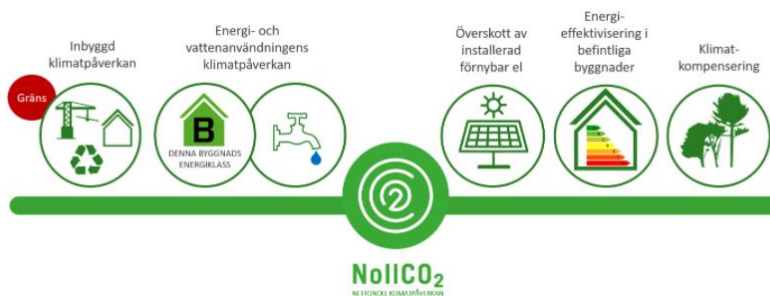 Gräns
Inbyggd
klimatpåverkan
Energi- och
vattenanvändningens
klimatpåverkan
B
DENNA BYGGNADS
ENERGIKLASS
Överskott av
installerad
förnybar el
Energi-
effektivisering i
befintliga
byggnader
Klimat-
kompensering
2
NollCO₂
NETTONOLL KLIMATPÅVERKAN